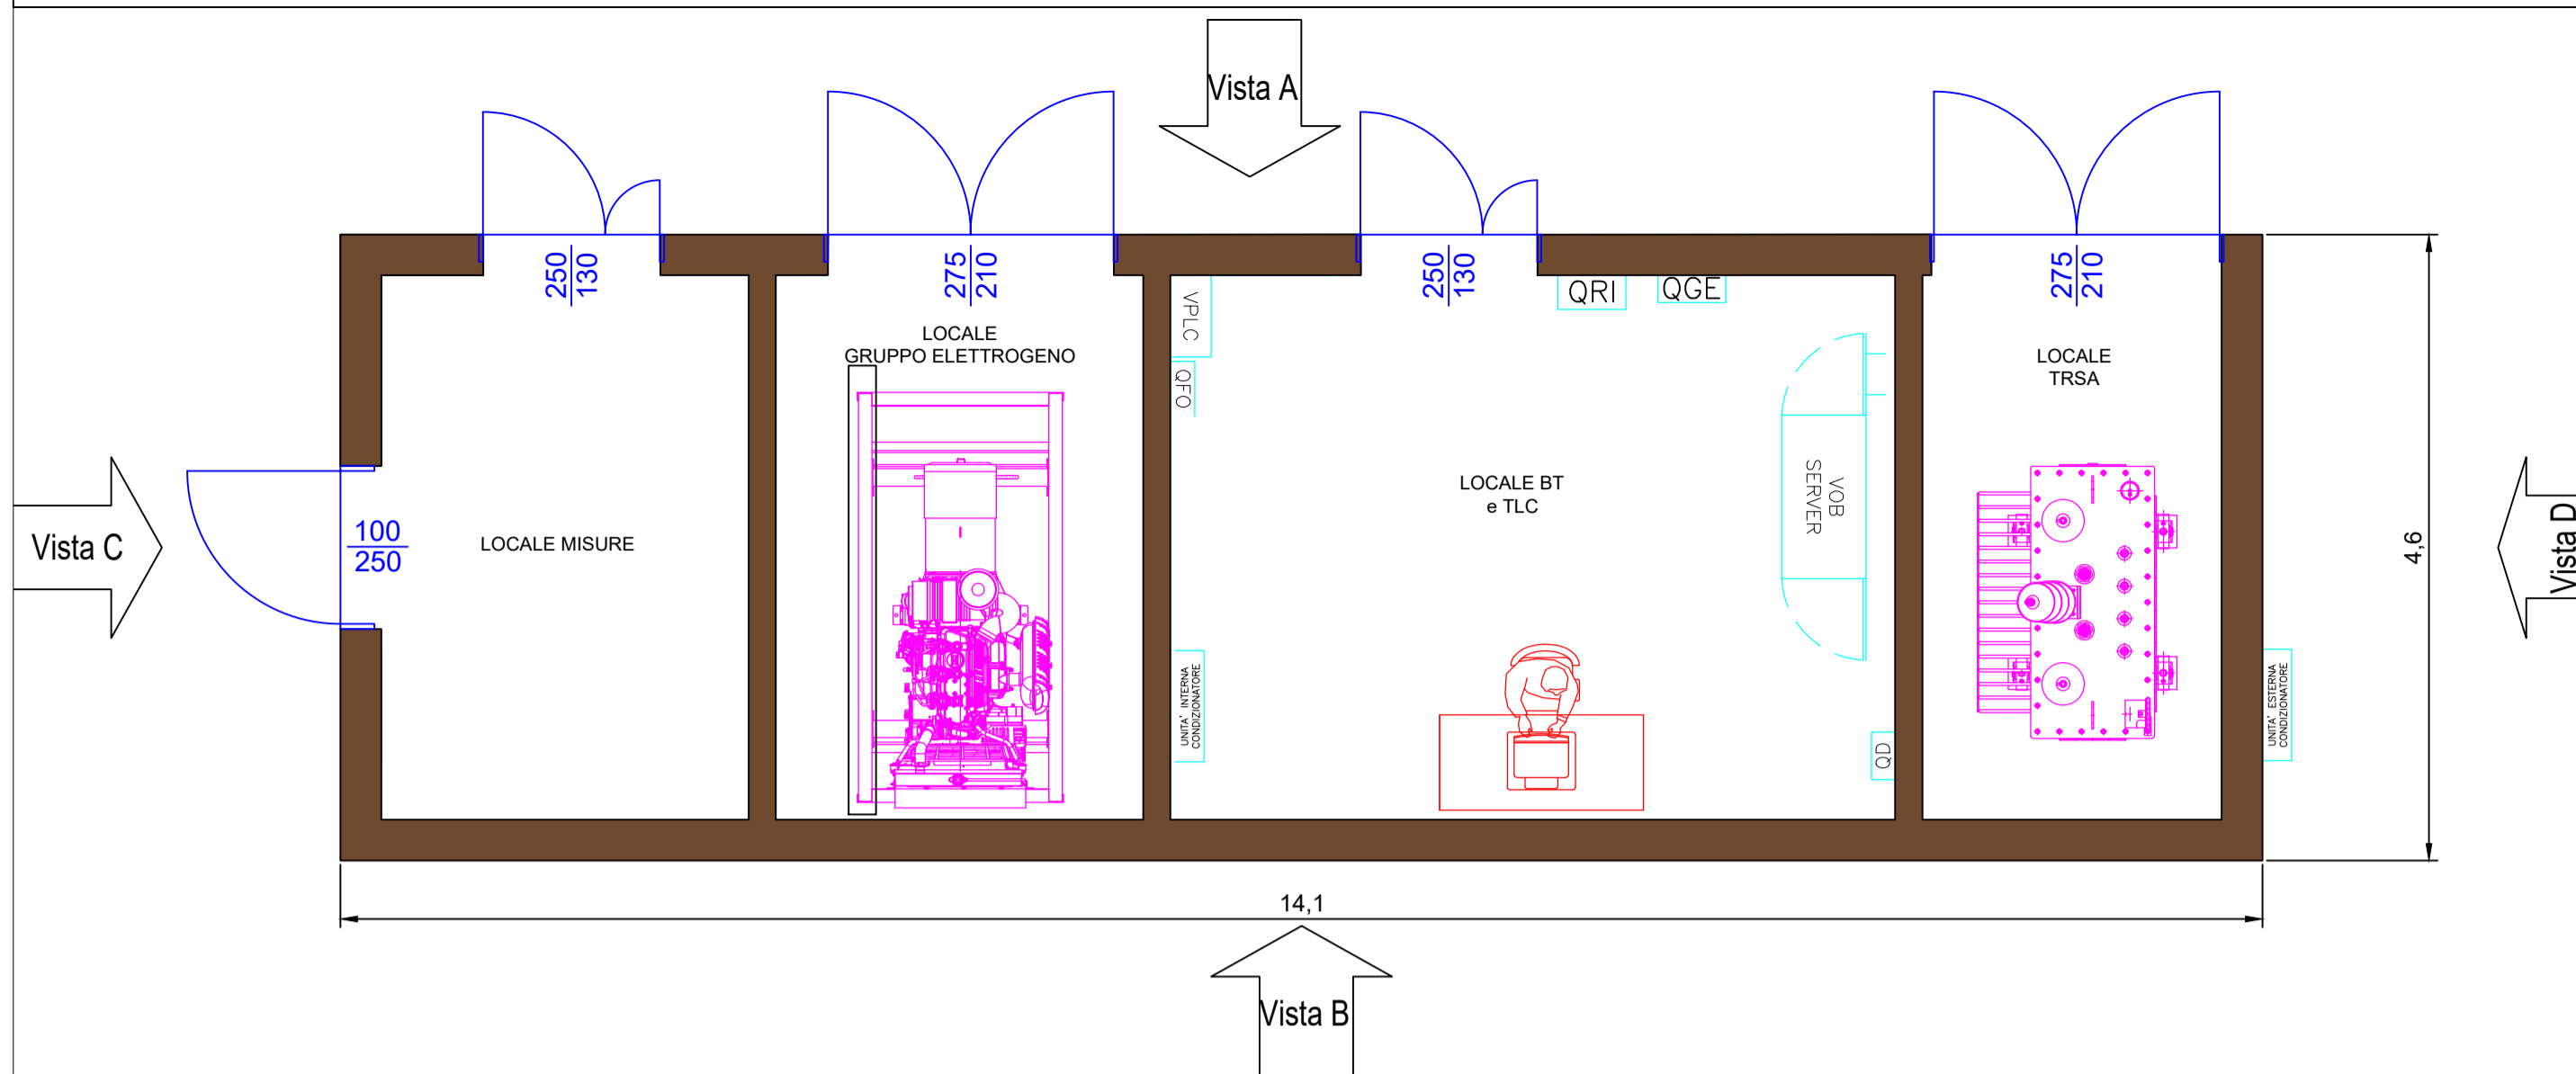 Vista A
250
130
275
210
250
130
275
210
QRI
QGE
VPLC
QFO
LOCALE
GRUPPO ELETTROGENO
LOCALE
TRSA
LOCALE BT
e TLC
VOB
SERVER
Vista C
100
250
LOCALE MISURE
4,6
Vista D
UNITA' INTERNA
CONDIZIONATORE
QD
UNITA' ESTERNA
CONDIZIONATORE
14,1
Vista B